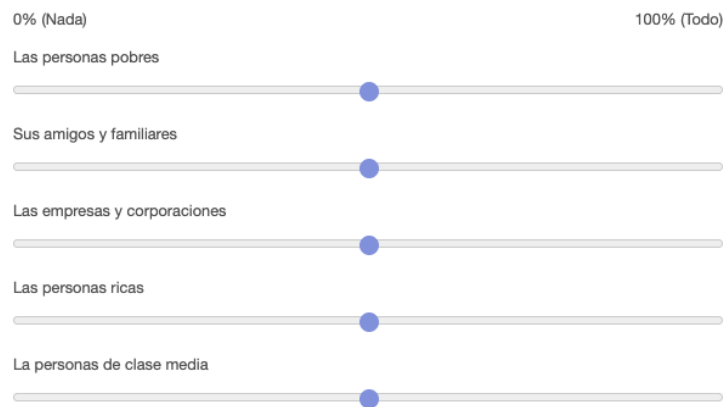 0% (Nada) 100% (Todo)
Las personas pobres
Sus amigos y familiares
Las empresas y corporaciones
Las personas ricas
La personas de clase media